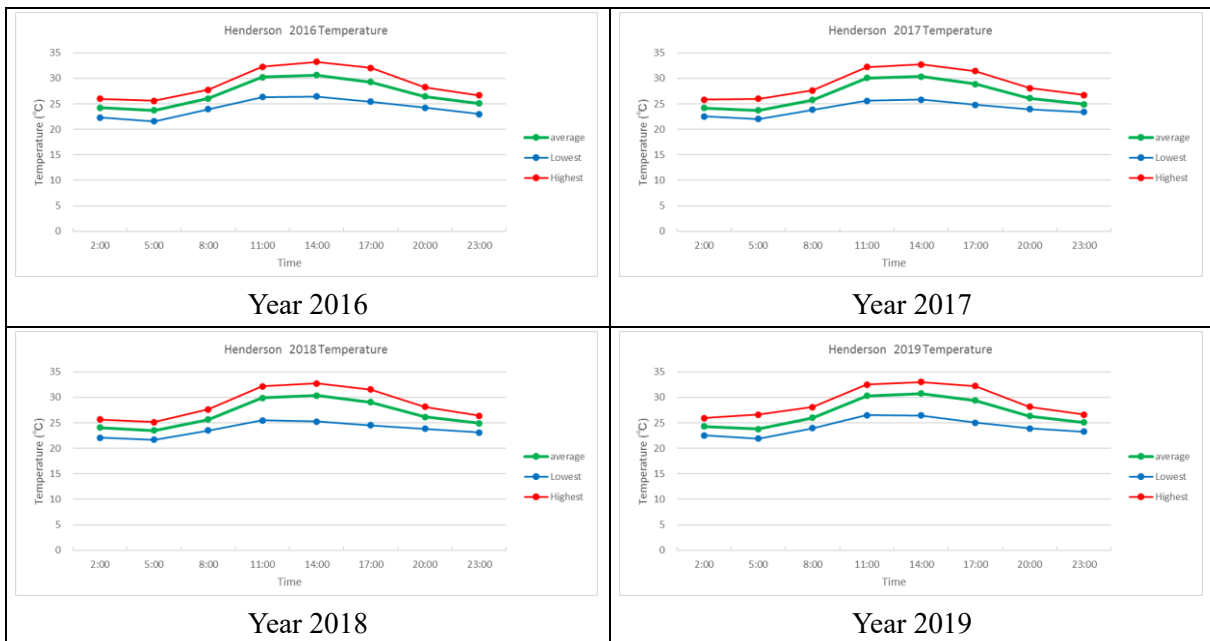 Henderson 2016 Temperature
35
30
25
20
15
10
5
0
Temperature (°C)
2:00 5:00 8:00 11:00 14:00 17:00 20:00 23:00
Time
average
Lowest
Highest
Year 2016
Henderson 2017 Temperature
35
30
25
20
15
10
5
0
Temperature (°C)
2:00 5:00 8:00 11:00 14:00 17:00 20:00 23:00
Time
average
Lowest
Highest
Year 2017
Henderson 2018 Temperature
35
30
25
20
15
10
5
0
Temperature (°C)
2:00 5:00 8:00 11:00 14:00 17:00 20:00 23:00
Time
average
Lowest
Highest
Year 2018
Henderson 2019 Temperature
35
30
25
20
15
10
5
0
Temperature (°C)
2:00 5:00 8:00 11:00 14:00 17:00 20:00 23:00
Time
average
Lowest
Highest
Year 2019